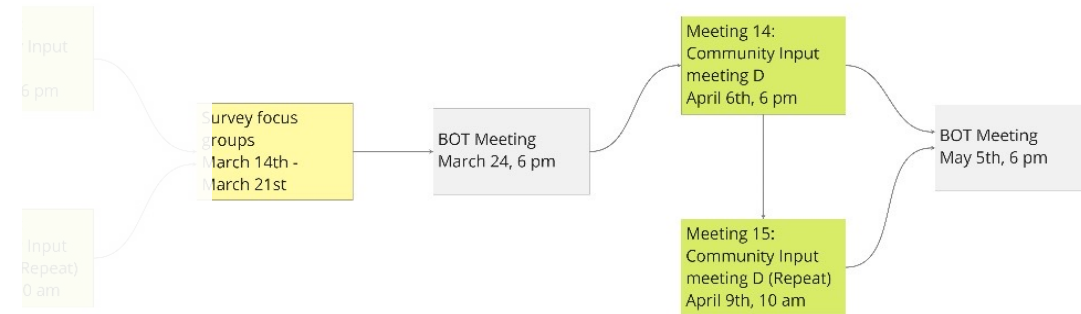 Input
6 pm
Input
Repeat)
0 am
Survey focus
groups
March 14th -
March 21st
BOT Meeting
March 24, 6 pm
Meeting 14:
Community Input
meeting D
April 6th, 6 pm
Meeting 15:
Community Input
meeting D (Repeat)
April 9th, 10 am
BOT Meeting
May 5th, 6 pm